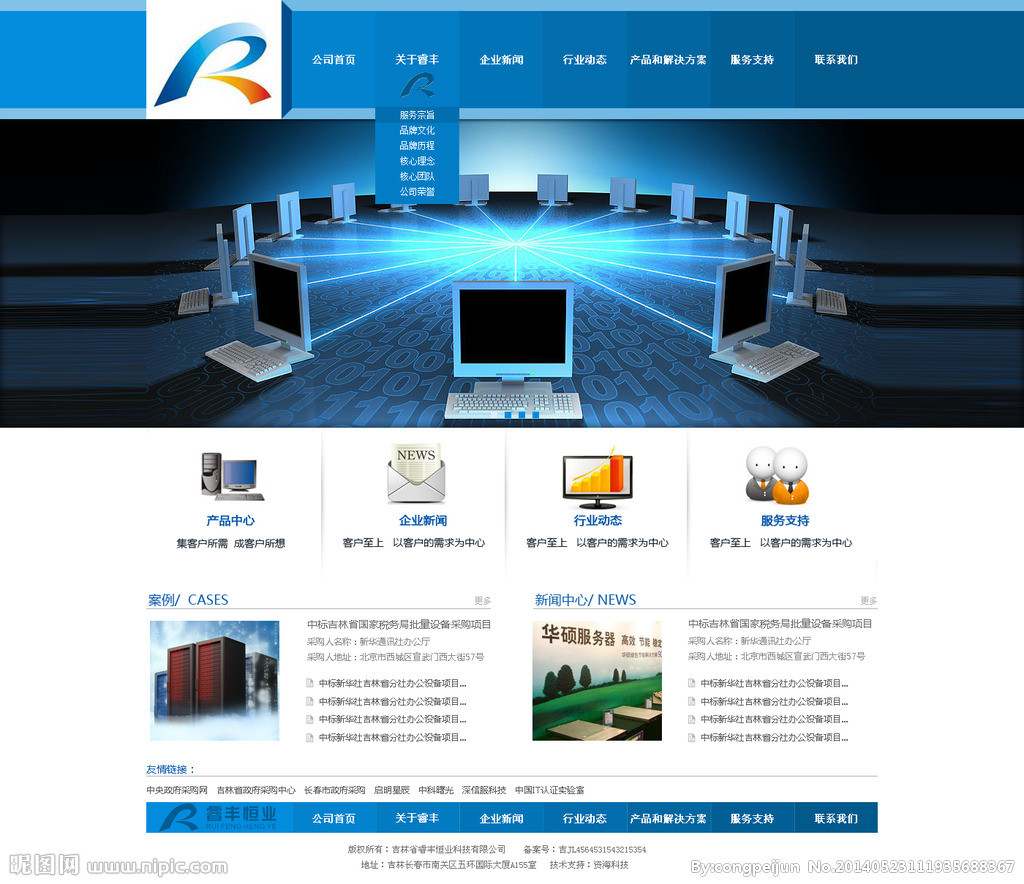 公司首页 关于睿丰 企业新闻 行业动态 产品和解决方案 服务支持 联系我们
服务宗旨
品牌文化
品牌历程
核心理念
核心团队
公司荣誉
NEWS
产品中心 企业新闻 行业动态 服务支持
集客户所需 成客户所想 客户至上 以客户的需求为中心 客户至上 以客户的需求为中心 客户至上 以客户的需求为中心
案例/ CASES 更多
中标吉林省国家税务局批量设备采购项目
采购人名称：新华通讯社办公厅
采购人地址：北京市西城区宣武门西大街57号
中标新华社吉林省分社办公设备项目...
中标新华社吉林省分社办公设备项目...
中标新华社吉林省分社办公设备项目...
中标新华社吉林省分社办公设备项目...
新闻中心/ NEWS 更多
华硕服务器 高效 节能 稳定
中标吉林省国家税务局批量设备采购项目
采购人名称：新华通讯社办公厅
采购人地址：北京市西城区宣武门西大街57号
中标新华社吉林省分社办公设备项目...
中标新华社吉林省分社办公设备项目...
中标新华社吉林省分社办公设备项目...
中标新华社吉林省分社办公设备项目...
友情链接：
中央政府采购网 吉林省政府采购中心 长春市政府采购 启明星辰 中科曙光 深信服科技 中国IT认证实验室
睿丰恒业
RUI FENG HENG YE
公司首页 关于睿丰 企业新闻 行业动态 产品和解决方案 服务支持 联系我们
版权所有：吉林省睿丰恒业科技有限公司 备案号：吉JL4564531543215354
地址：吉林长春市南关区五环国际大厦A155室 技术支持：资海科技
昵图网 www.nipic.com By:congpeijun No.20140523111935688367